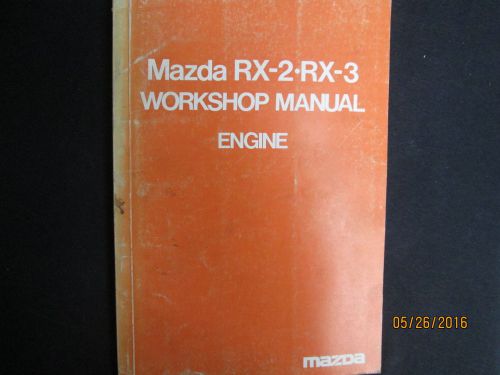 Mazda RX-2•RX-3
WORKSHOP MANUAL
ENGINE
mazda
05/26/2016